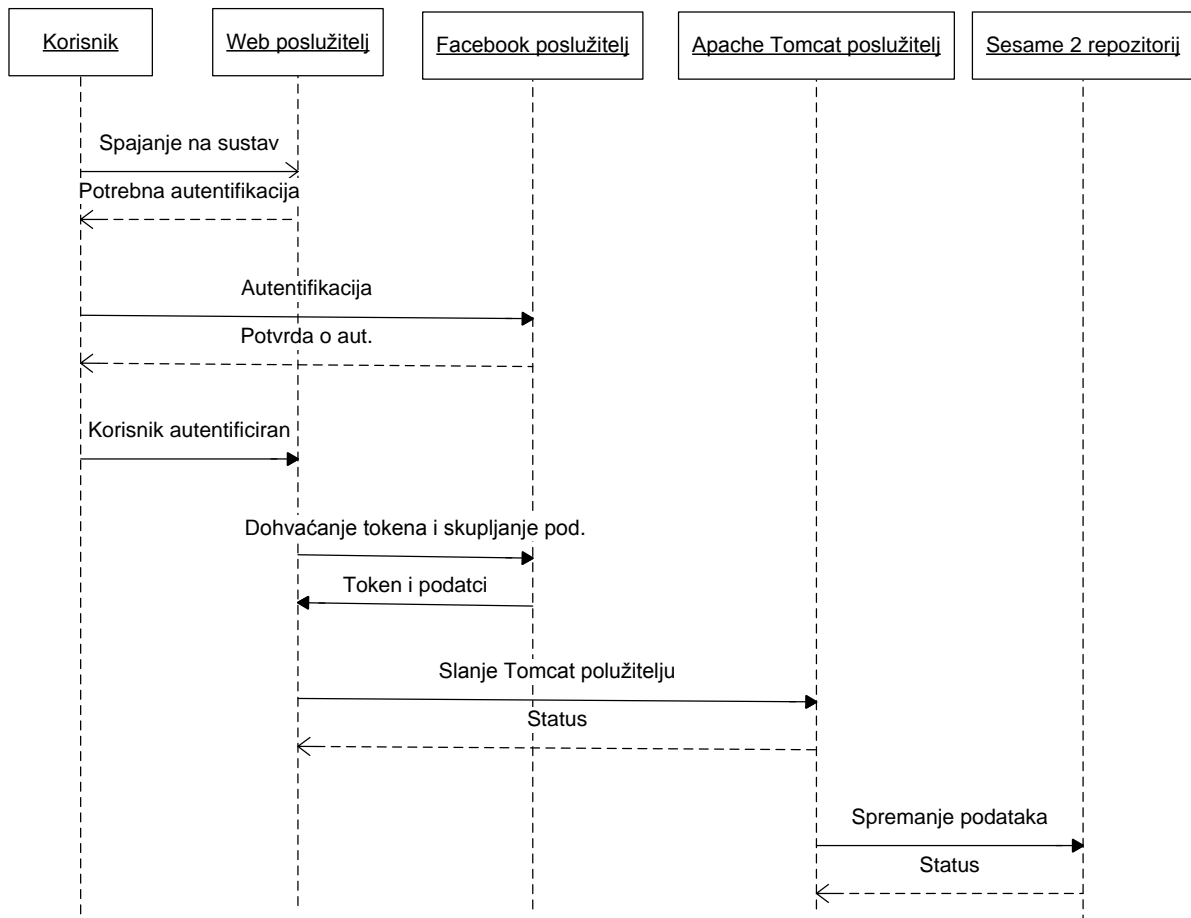 Korisnik
Web poslužitelj
Facebook poslužitelj
Apache Tomcat poslužitelj
Sesame 2 repozitorij
Spajanje na sustav
Potrebna autentifikacija
Autentifikacija
Potvrda o aut.
Korisnik autentificiran
Dohvaćanje tokena i skupljanje pod.
Token i podatci
Slanje Tomcat polužitelju
Status
Spremanje podataka
Status